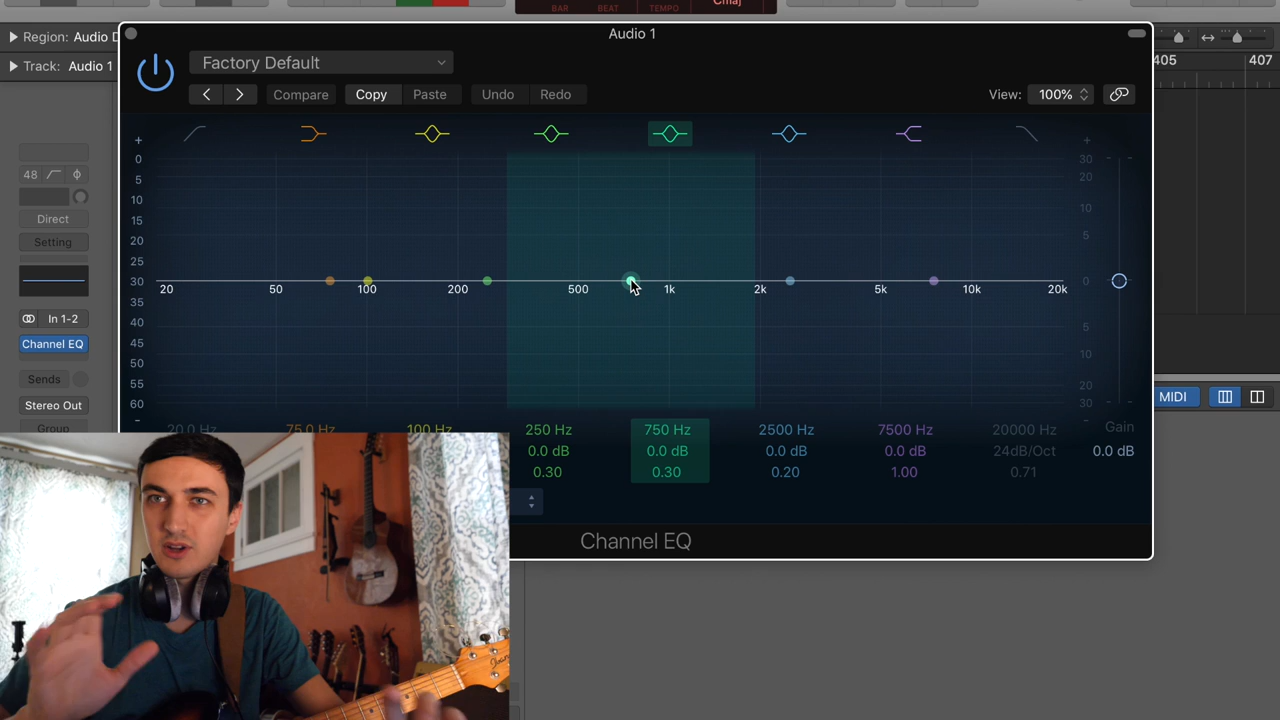 BAR BEAT TEMPO Cmaj
Region: Audio D
Audio 1
405 407
Track: Audio 1
Factory Default
Compare Copy Paste Undo Redo
View: 100%
+ +
0 30
5 20
10 10
15
20 5
25
30 0
20 50 100 200 500 1k 2k 5k 10k 20k
35
40 5
45
50 10
55 20
60 30
- -
48
Direct
Setting
In 1-2
Channel EQ
Sends
Stereo Out
Group
MIDI
20.0 Hz 75.0 Hz 100 Hz 250 Hz 750 Hz 2500 Hz 7500 Hz 20000 Hz Gain
0.0 dB 0.0 dB 0.0 dB 0.0 dB 24dB/Oct 0.0 dB
0.30 0.30 0.20 1.00 0.71
Channel EQ